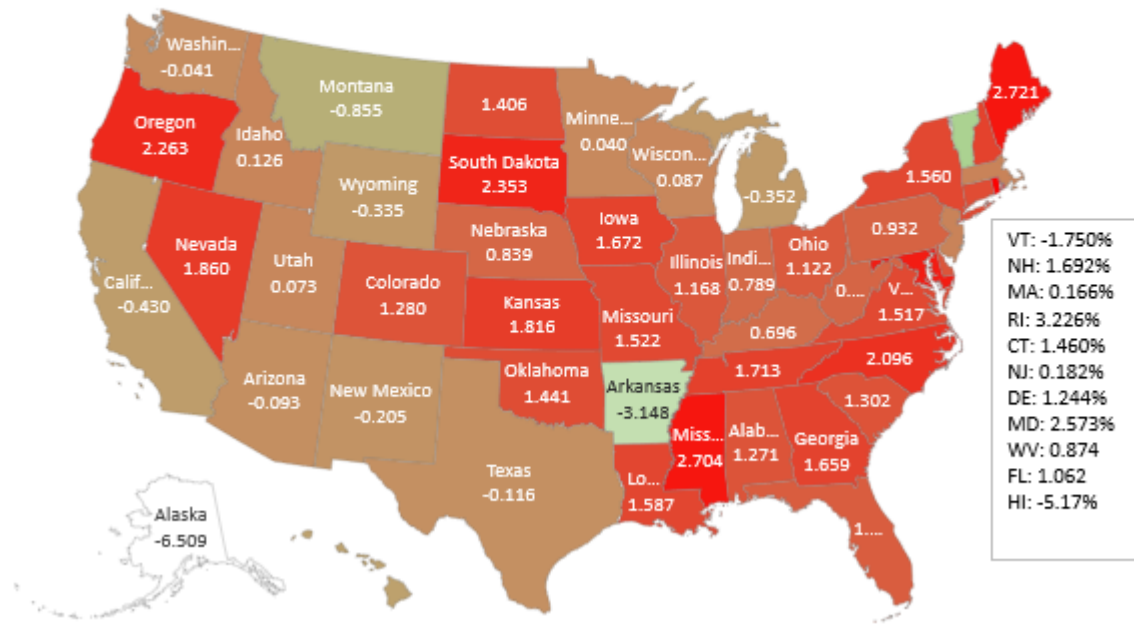 Washin...
-0.041
Montana
-0.855
1.406
Minne...
0.040
2.721
Oregon
2.263
Idaho
0.126
South Dakota
2.353
Wiscon...
0.087
1.560
Wyoming
-0.335
-0.352
Nebraska
0.839
Iowa
1.672
0.932
Nevada
1.860
Utah
0.073
Illinois
1.168
Indi...
0.789
Ohio
1.122
Calif...
-0.430
Colorado
1.280
Kansas
1.816
Missouri
1.522
0....
V...
1.517
0.696
Arizona
-0.093
New Mexico
-0.205
Oklahoma
1.441
Arkansas
-3.148
1.713
2.096
1.302
Miss...
2.704
Alab...
1.271
Georgia
1.659
Texas
-0.116
Lo...
1.587
1....
Alaska
-6.509
VT: -1.750%
NH: 1.692%
MA: 0.166%
RI: 3.226%
CT: 1.460%
NJ: 0.182%
DE: 1.244%
MD: 2.573%
WV: 0.874
FL: 1.062
HI: -5.17%